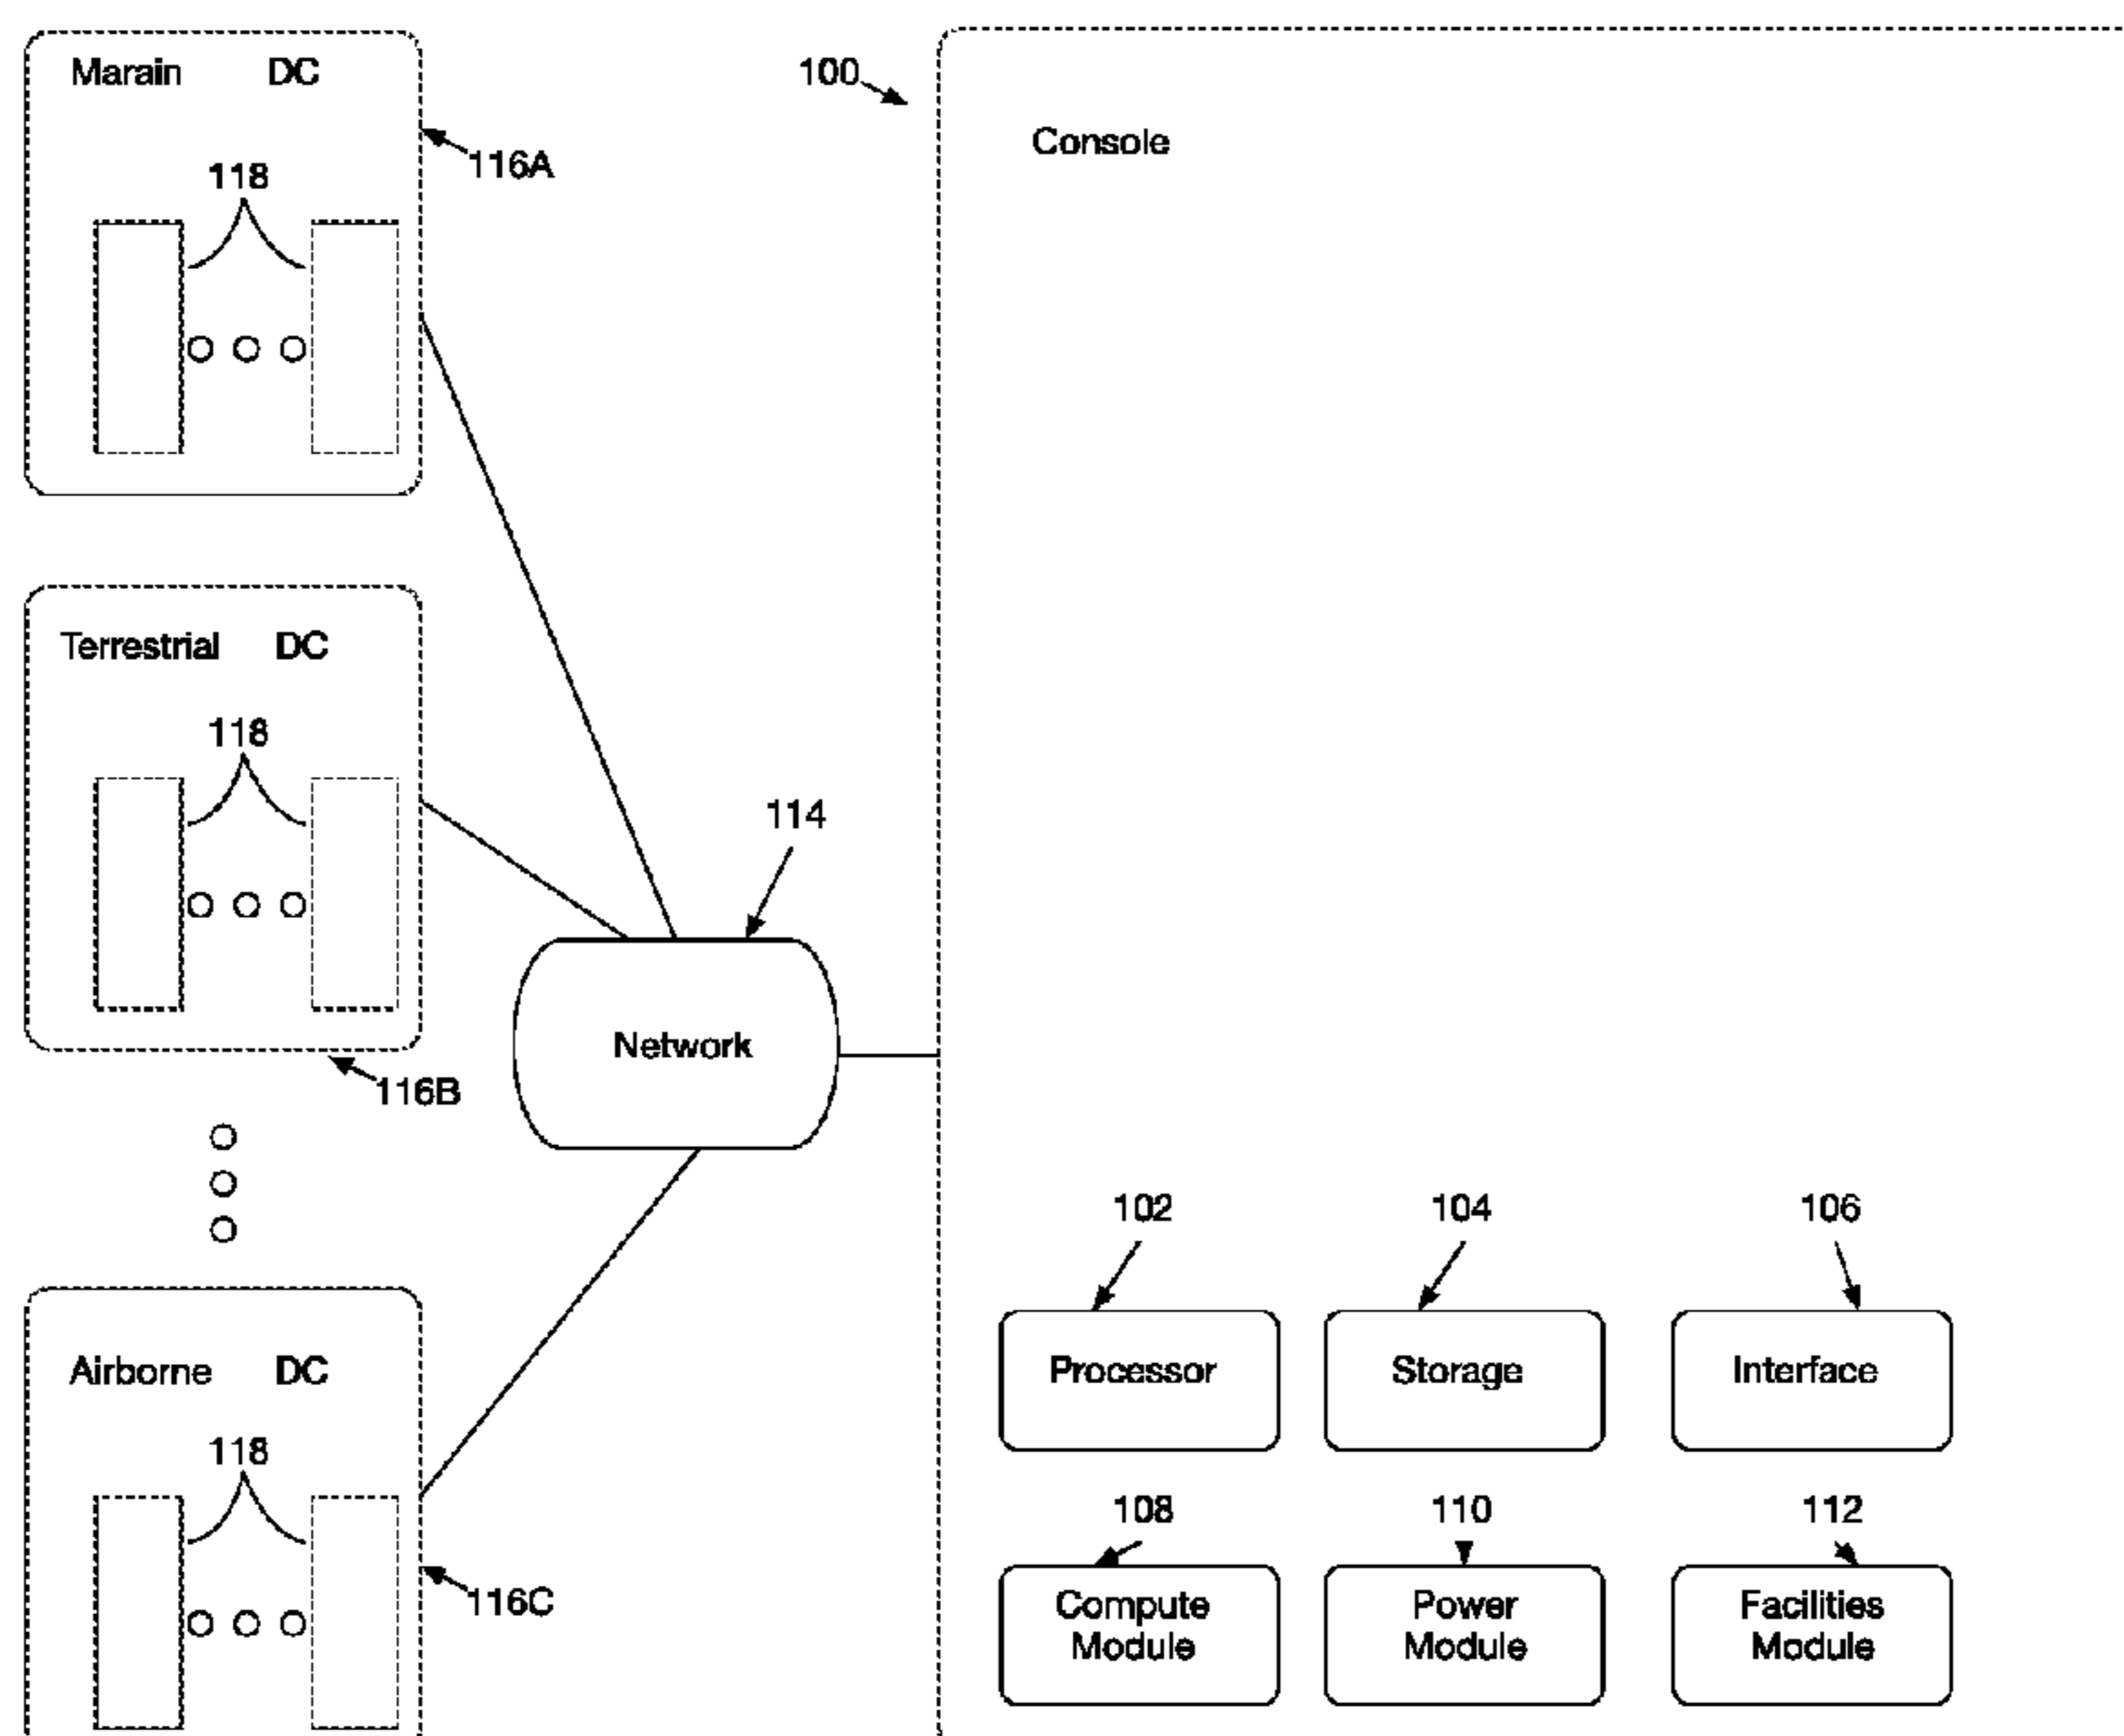 Marain DC
116A
118
Terrestrial DC
118
116B
Airborne DC
118
116C
114
Network
100
Console
102
104
106
Processor
Storage
Interface
108
110
112
Compute
Module
Power
Module
Facilities
Module